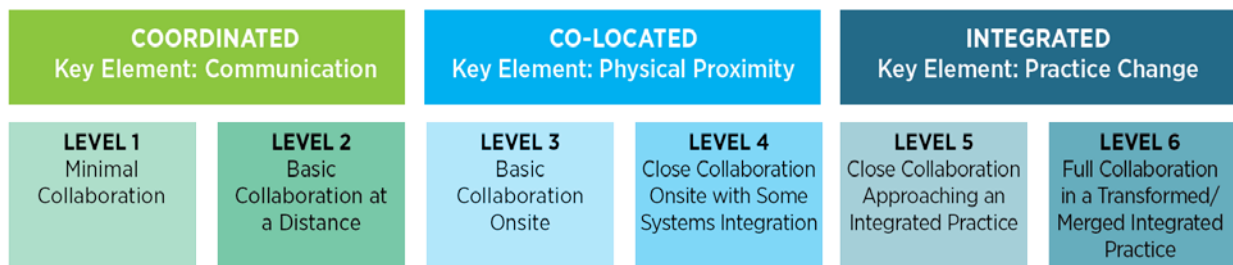 COORDINATED
Key Element: Communication
CO-LOCATED
Key Element: Physical Proximity
INTEGRATED
Key Element: Practice Change
LEVEL 1
Minimal
Collaboration
LEVEL 2
Basic
Collaboration at
a Distance
LEVEL 3
Basic
Collaboration
Onsite
LEVEL 4
Close Collaboration
Onsite with Some
Systems Integration
LEVEL 5
Close Collaboration
Approaching an
Integrated Practice
LEVEL 6
Full Collaboration
in a Transformed/
Merged Integrated
Practice